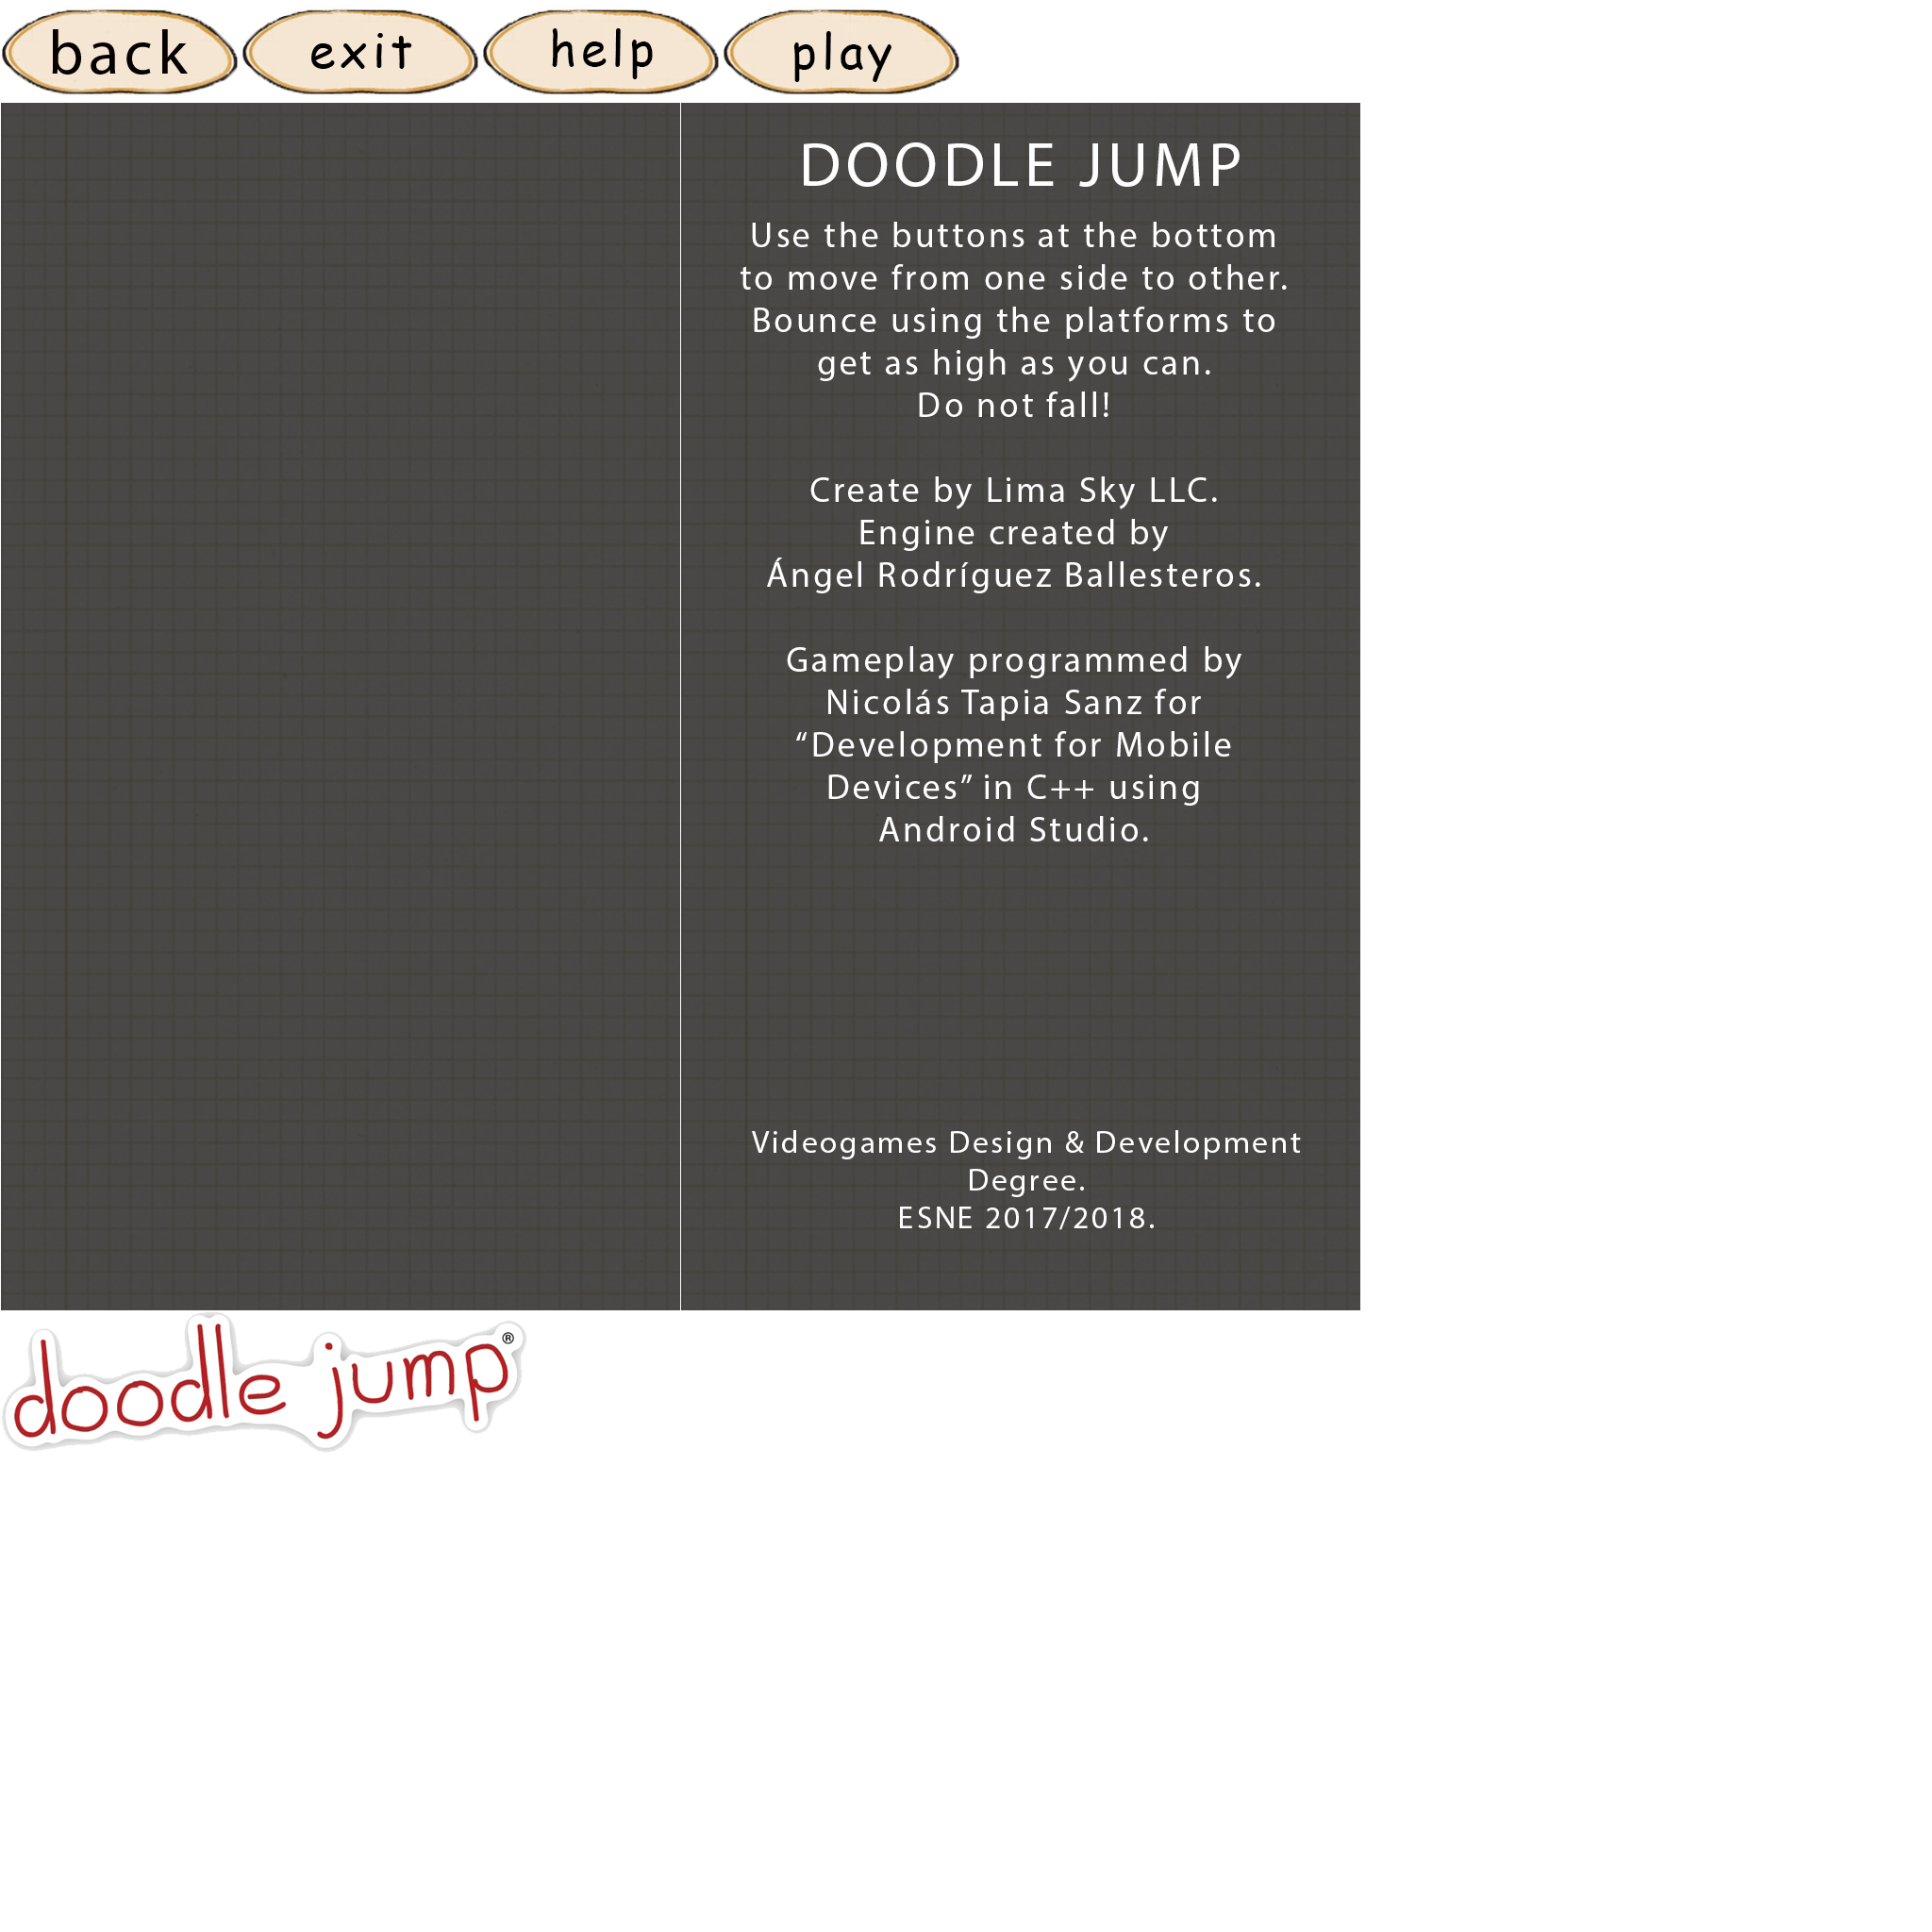 back
exit
help
play
DOODLE JUMP
Use the buttons at the bottom
to move from one side to other.
Bounce using the platforms to
get as high as you can.
Do not fall!
Create by Lima Sky LLC.
Engine created by
Ángel Rodríguez Ballesteros.
Gameplay programmed by
Nicolás Tapia Sanz for
“Development for Mobile
Devices” in C++ using
Android Studio.
Videogames Design & Development
Degree.
ESNE 2017/2018.
doodle jump®